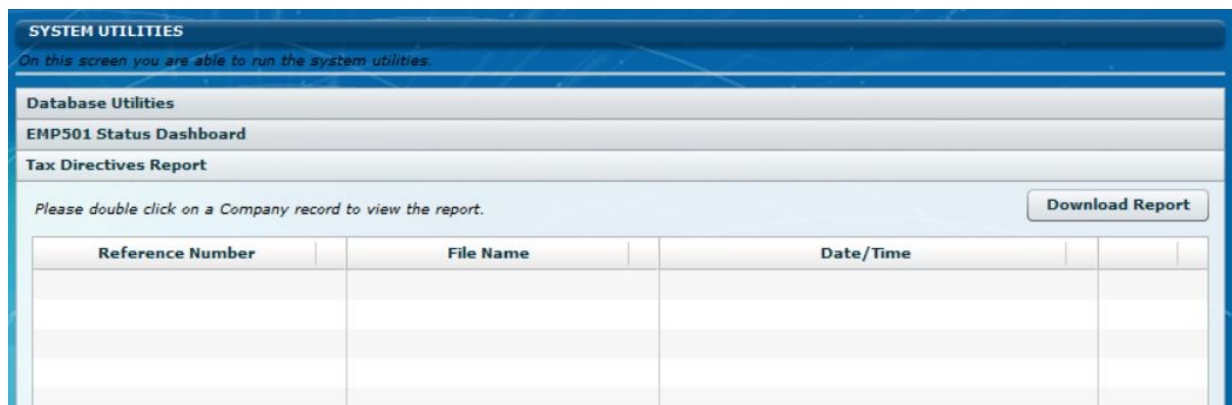 SYSTEM UTILITIES
On this screen you are able to run the system utilities.
Database Utilities
EMP501 Status Dashboard
Tax Directives Report
Please double click on a Company record to view the report.
Download Report
Reference Number File Name Date/Time